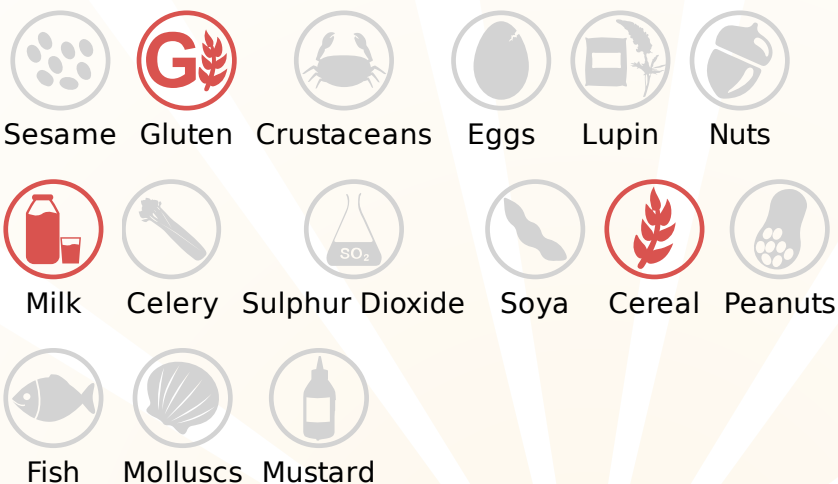 G
Sesame Gluten Crustaceans Eggs Lupin Nuts
SO₂
Milk Celery Sulphur Dioxide Soya Cereal Peanuts
Fish Molluscs Mustard